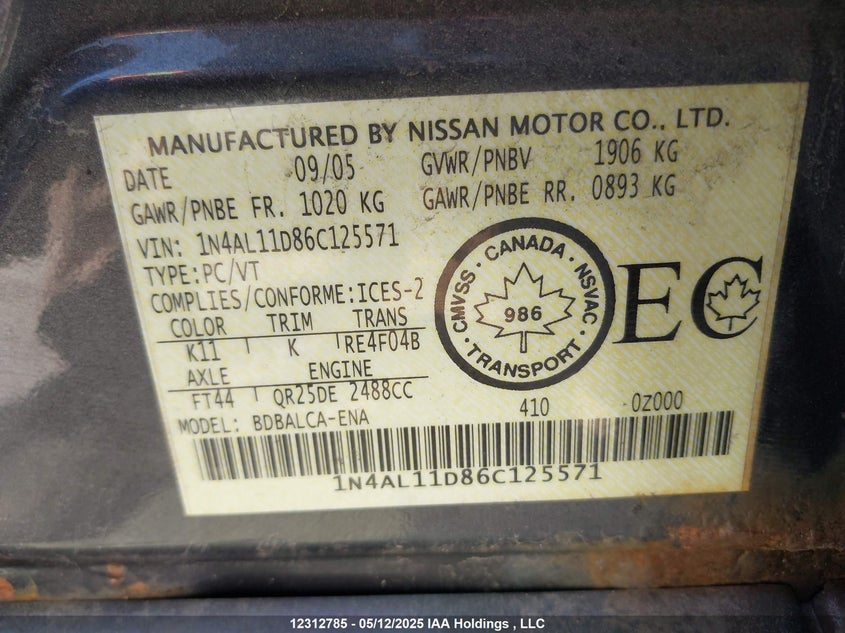 MANUFACTURED BY NISSAN MOTOR CO., LTD.
DATE 09/05 GVWR/PNBV 1906 KG
GAWR/PNBE FR. 1020 KG GAWR/PNBE RR. 0893 KG
VIN: 1N4AL11D86C125571
TYPE:PC/VT
COMPLIES/CONFORME:ICES-2
COLOR TRIM TRANS
K11 K RE4F04B
AXLE ENGINE
FT44 QR25DE 2488CC
MODEL: BDBALCA-ENA 410 0Z000
CMVSS · CANADA · NSVAC · TRANSPORT ·
986
EC
1N4AL11D86C125571
12312785 - 05/12/2025 IAA Holdings , LLC